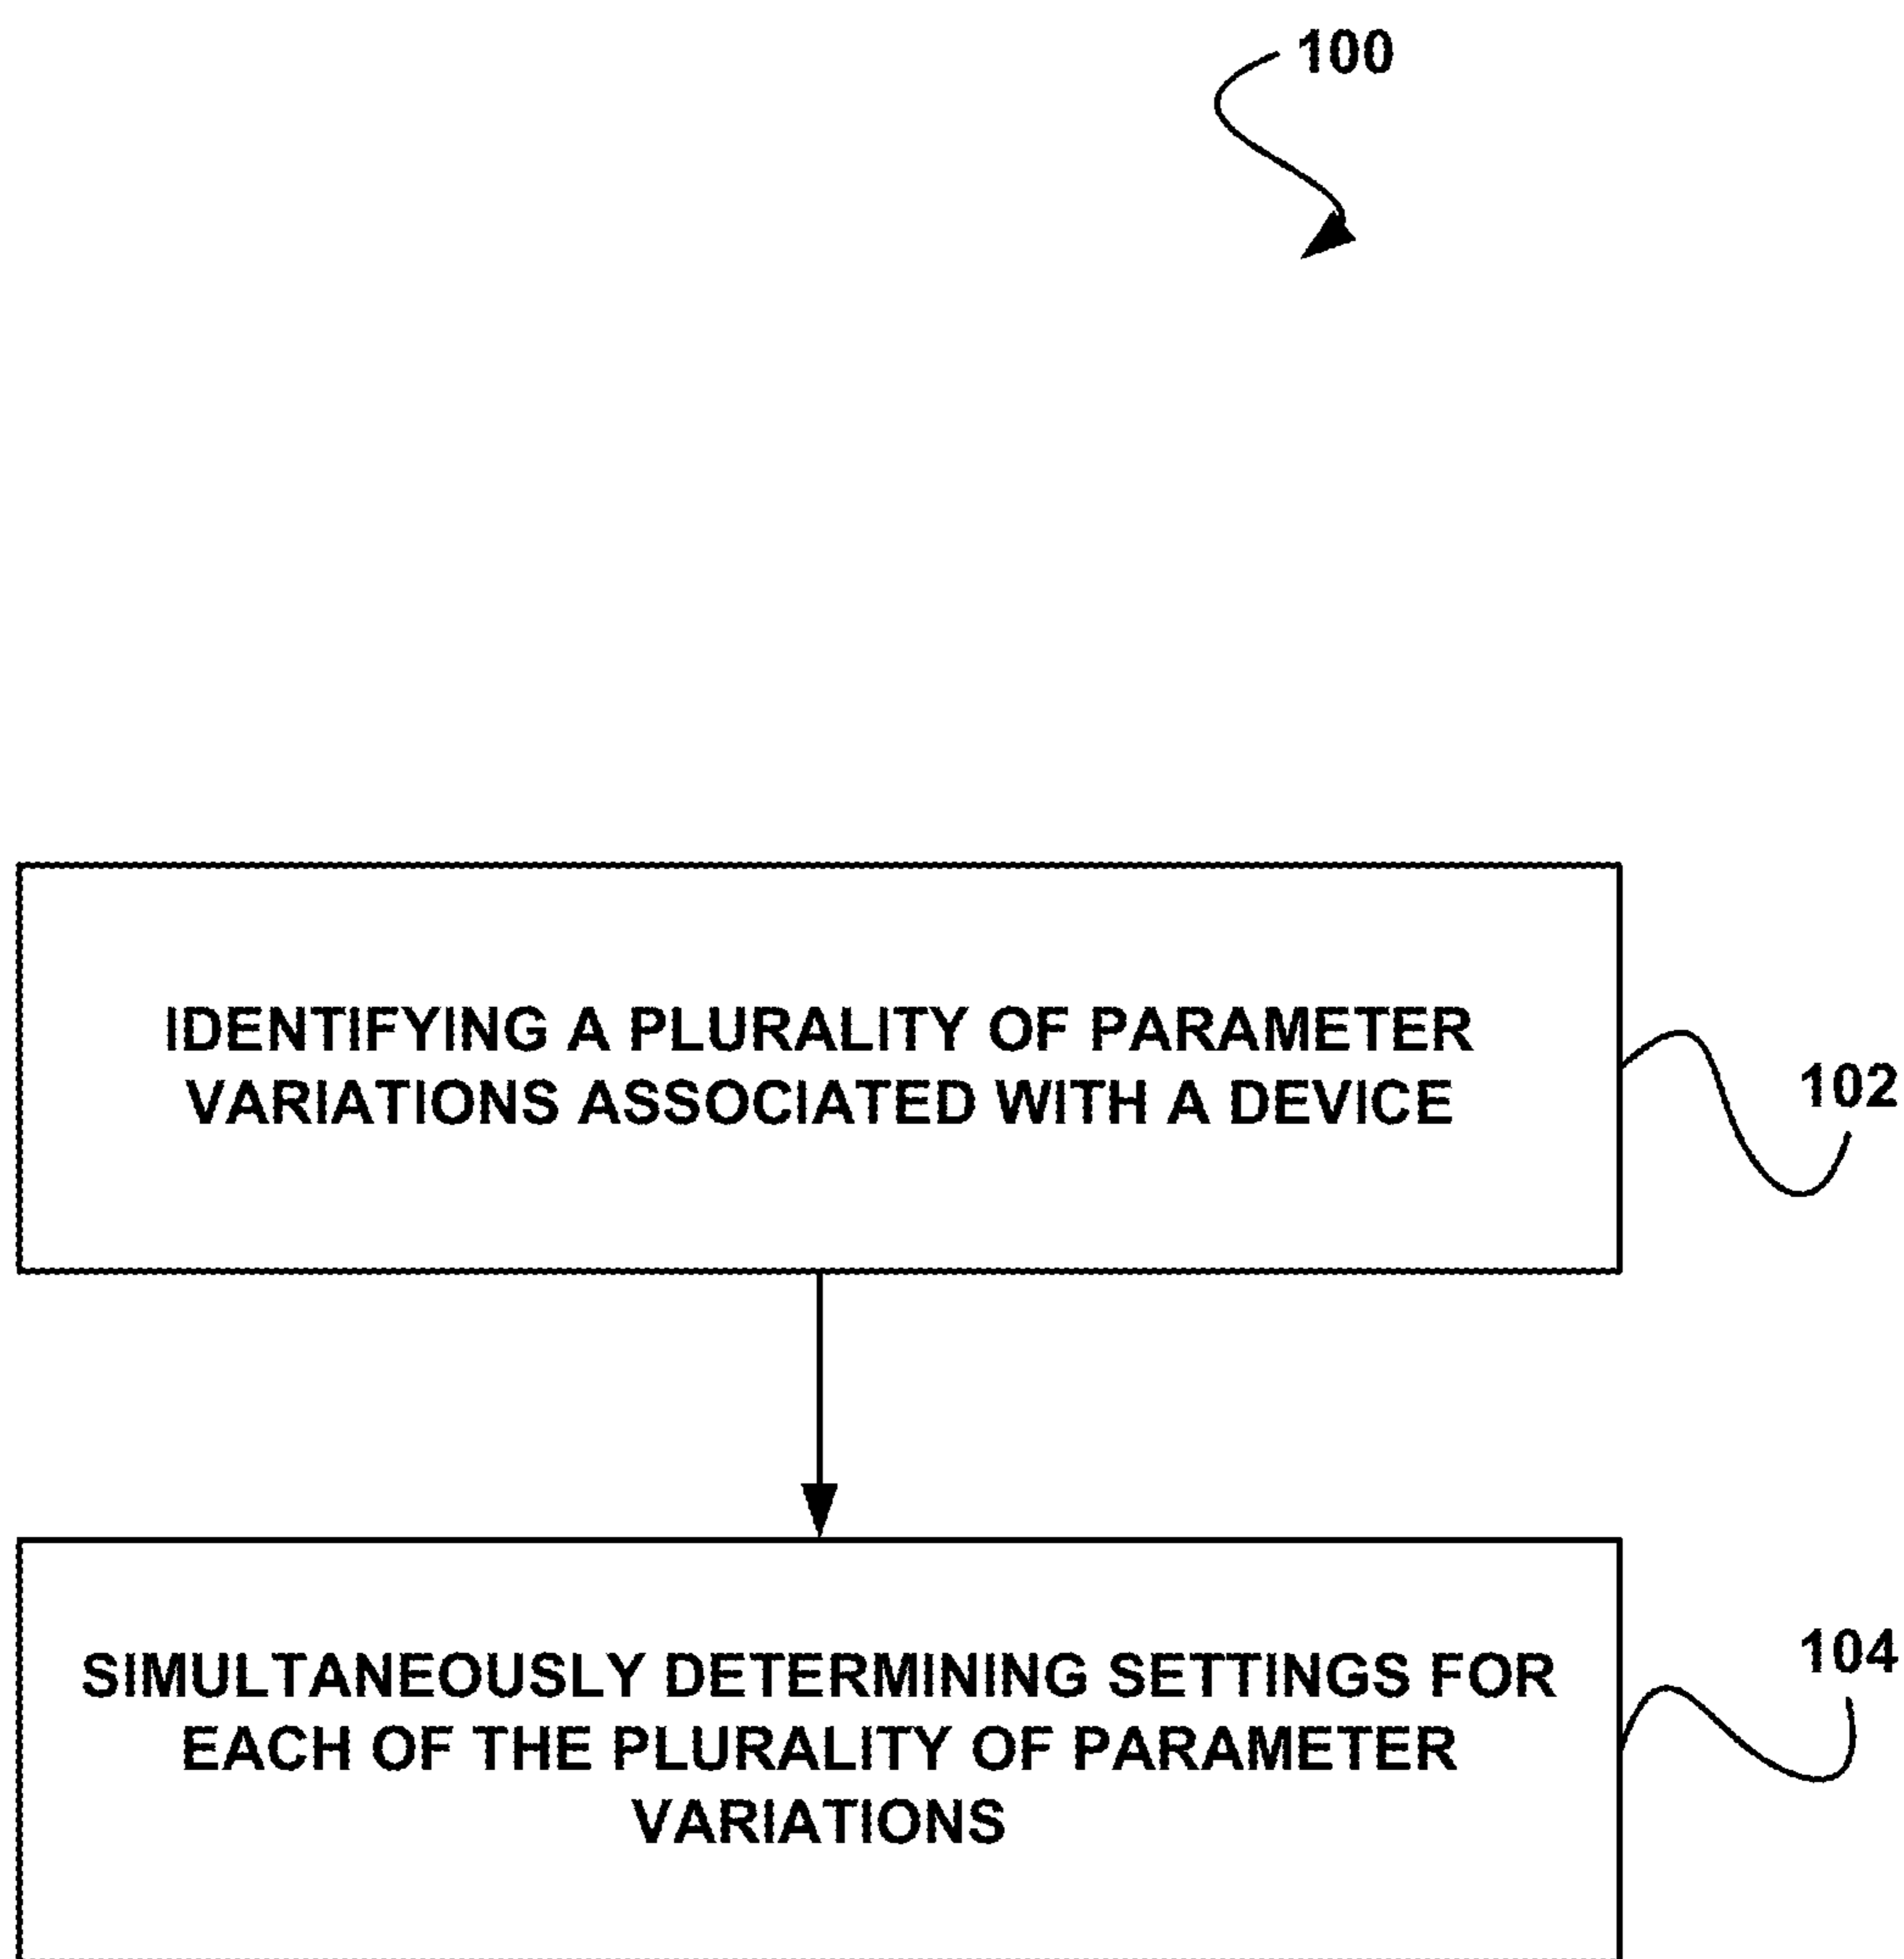 100
IDENTIFYING A PLURALITY OF PARAMETER
VARIATIONS ASSOCIATED WITH A DEVICE
102
SIMULTANEOUSLY DETERMINING SETTINGS FOR
EACH OF THE PLURALITY OF PARAMETER
VARIATIONS
104